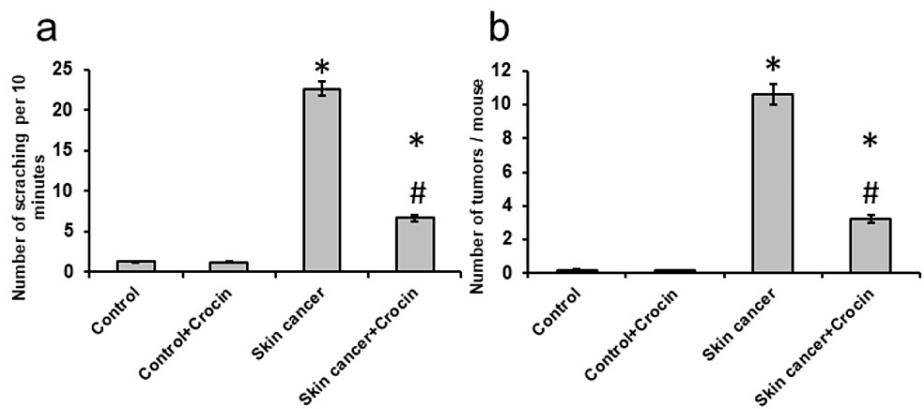 a
Number of scraching per 10
minutes
25
20
15
10
5
0
*
*
#
Control
Control+Crocin
Skin cancer
Skin cancer+Crocin
b
Number of tumors / mouse
12
10
8
6
4
2
0
*
*
#
Control
Control+Crocin
Skin cancer
Skin cancer+Crocin